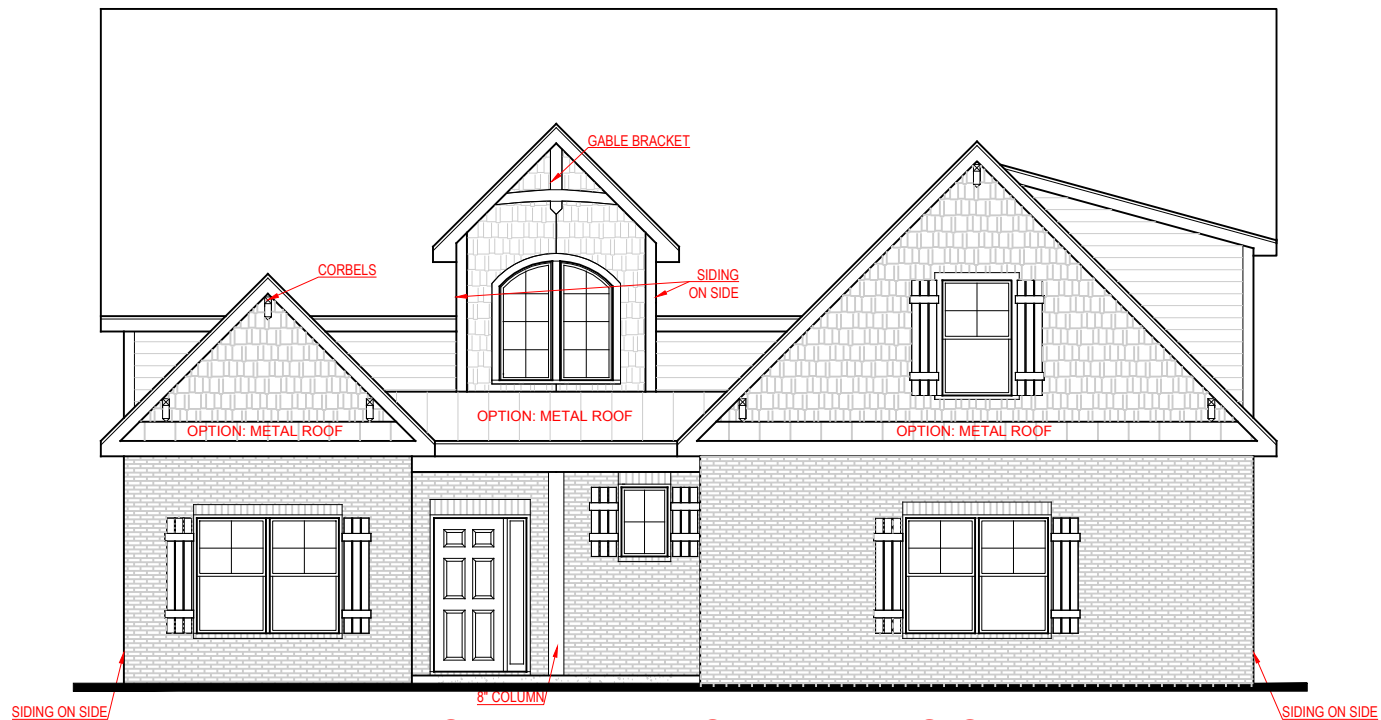 GABLE BRACKET
CORBELS
SIDING
ON SIDE
OPTION: METAL ROOF
OPTION: METAL ROOF
OPTION: METAL ROOF
8" COLUMN
SIDING ON SIDE
SIDING ON SIDE